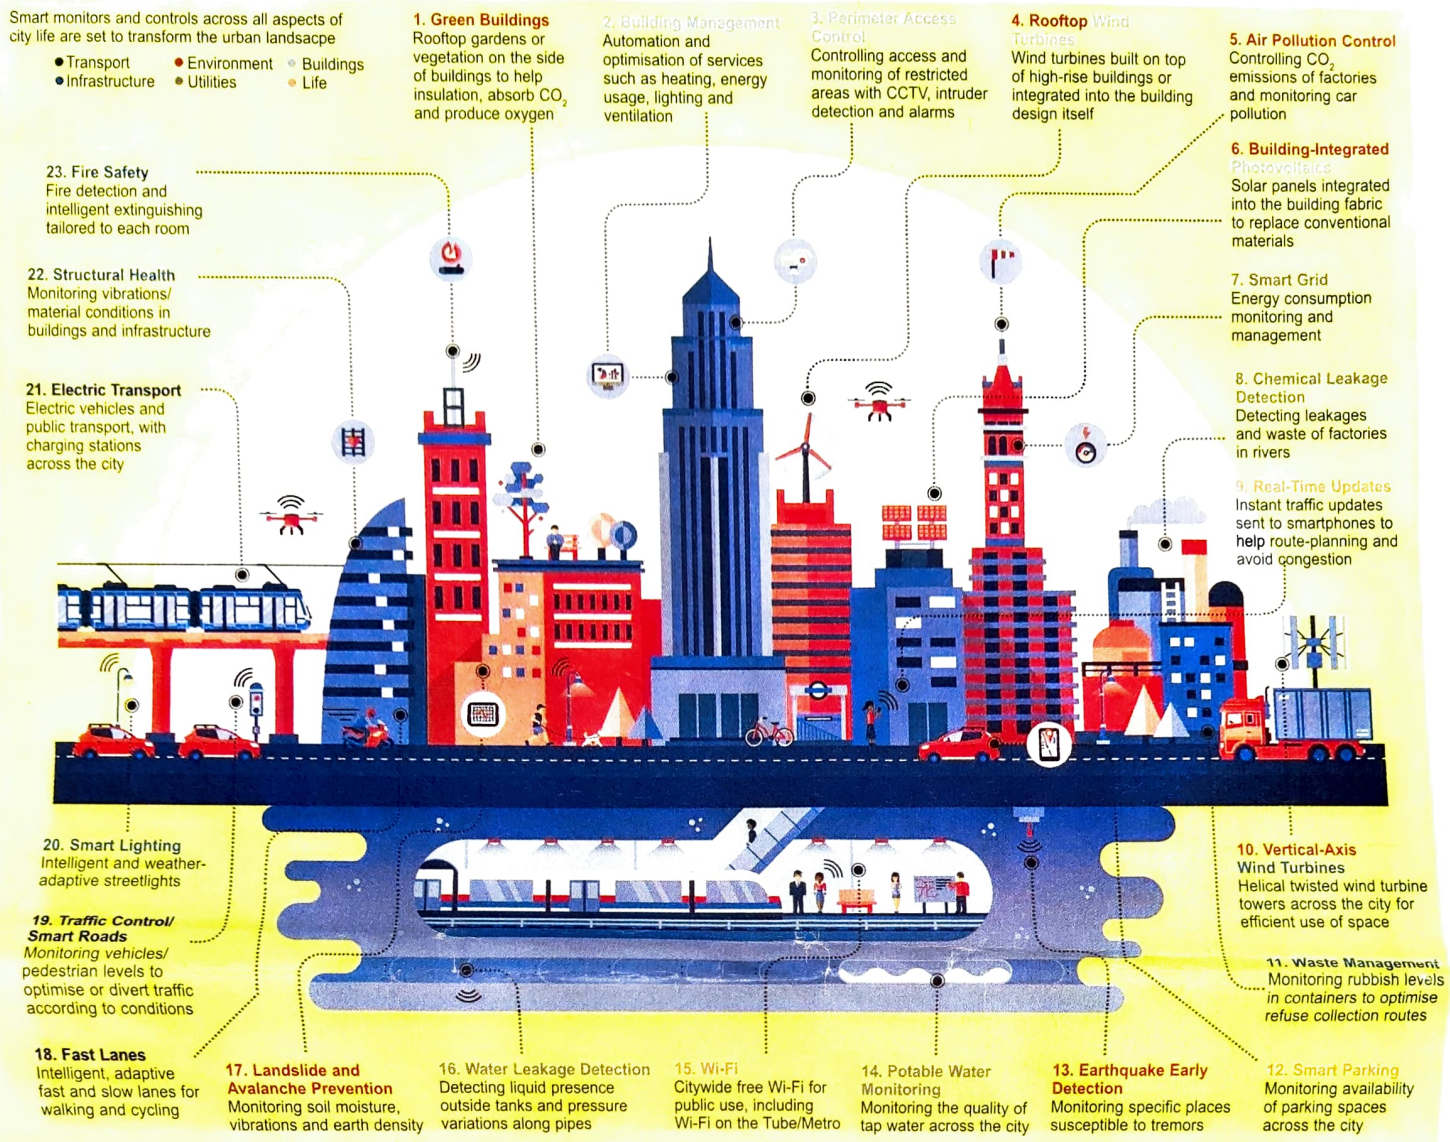 Smart monitors and controls across all aspects of
city life are set to transform the urban landsacpe
Transport
Environment
Buildings
Infrastructure
Utilities
Life
1. Green Buildings
Rooftop gardens or
vegetation on the side
of buildings to help
insulation, absorb CO2
and produce oxygen
2. Building Management
Automation and
optimisation of services
such as heating, energy
usage, lighting and
ventilation
3. Perimeter Access
Control
Controlling access and
monitoring of restricted
areas with CCTV, intruder
detection and alarms
4. Rooftop Wind
Turbines
Wind turbines built on top
of high-rise buildings or
integrated into the building
design itself
5. Air Pollution Control
Controlling CO2
emissions of factories
and monitoring car
pollution
6. Building-Integrated
Photovoltaics
Solar panels integrated
into the building fabric
to replace conventional
materials
7. Smart Grid
Energy consumption
monitoring and
management
8. Chemical Leakage
Detection
Detecting leakages
and waste of factories
in rivers
9. Real-Time Updates
Instant traffic updates
sent to smartphones to
help route-planning and
avoid congestion
10. Vertical-Axis
Wind Turbines
Helical twisted wind turbine
towers across the city for
efficient use of space
11. Waste Management
Monitoring rubbish levels
in containers to optimise
refuse collection routes
12. Smart Parking
Monitoring availability
of parking spaces
across the city
13. Earthquake Early
Detection
Monitoring specific places
susceptible to tremors
14. Potable Water
Monitoring
Monitoring the quality of
tap water across the city
15. Wi-Fi
Citywide free Wi-Fi for
public use, including
Wi-Fi on the Tube/Metro
16. Water Leakage Detection
Detecting liquid presence
outside tanks and pressure
variations along pipes
17. Landslide and
Avalanche Prevention
Monitoring soil moisture,
vibrations and earth density
18. Fast Lanes
Intelligent, adaptive
fast and slow lanes for
walking and cycling
19. Traffic Control/
Smart Roads
Monitoring vehicles/
pedestrian levels to
optimise or divert traffic
according to conditions
20. Smart Lighting
Intelligent and weather-
adaptive streetlights
21. Electric Transport
Electric vehicles and
public transport, with
charging stations
across the city
22. Structural Health
Monitoring vibrations/
material conditions in
buildings and infrastructure
23. Fire Safety
Fire detection and
intelligent extinguishing
tailored to each room